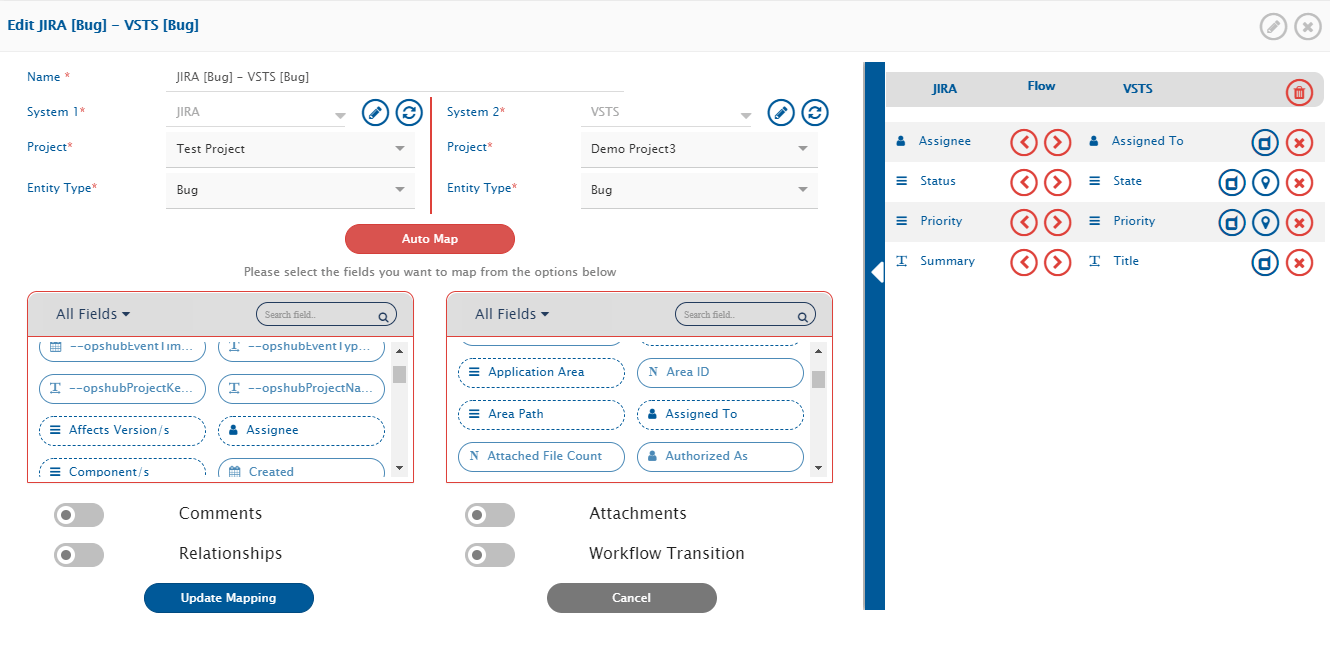 Edit JIRA [Bug] – VSTS [Bug]
Name *
JIRA [Bug] – VSTS [Bug]
System 1*
JIRA
System 2*
VSTS
Project*
Test Project
Project*
Demo Project3
Entity Type*
Bug
Entity Type*
Bug
Auto Map
Please select the fields you want to map from the options below
All Fields
Search field..
--opshubEventTim...
--opshubEventTyp...
--opshubProjectKe...
--opshubProjectNa...
Affects Version/s
Assignee
Component/s
Created
All Fields
Search field..
Application Area
N Area ID
Area Path
Assigned To
N Attached File Count
Authorized As
Comments
Attachments
Relationships
Workflow Transition
Update Mapping
Cancel
JIRA
Flow
VSTS
Assignee
Assigned To
Status
State
Priority
Priority
Summary
Title